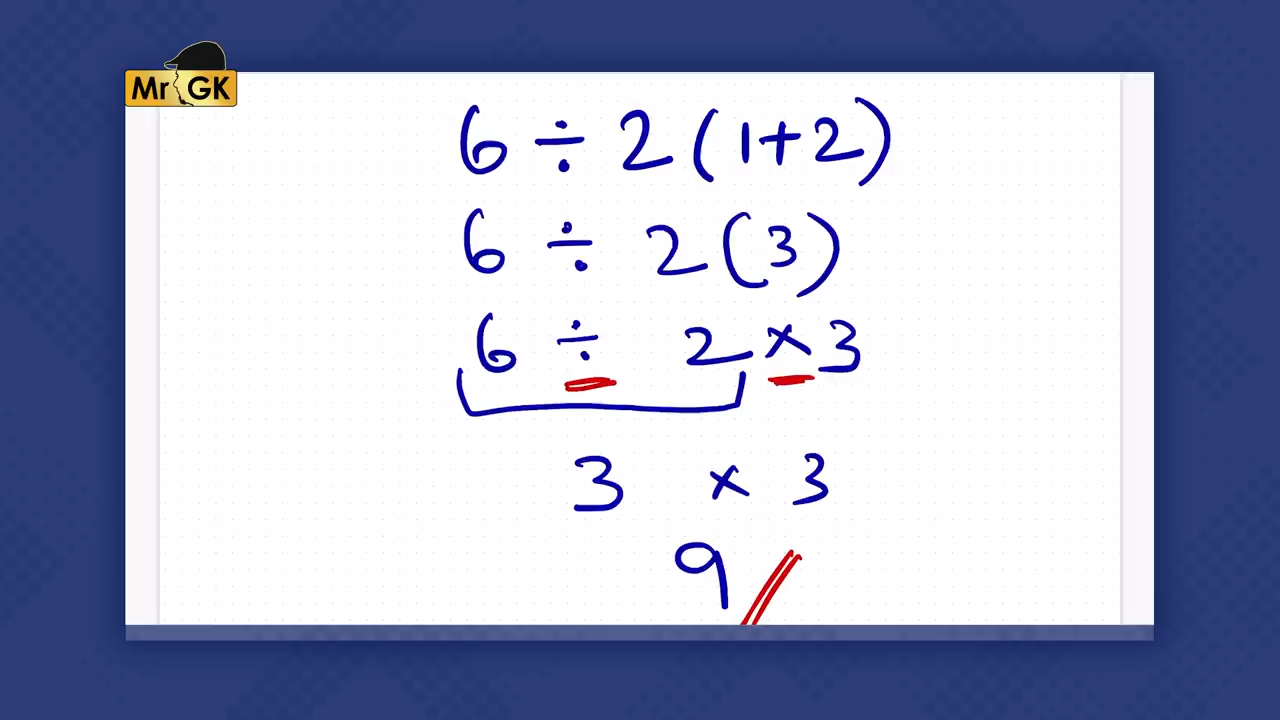 Mr GK
6 ÷ 2 (1+2)
6 ÷ 2 (3)
6 ÷ 2 × 3
3 × 3
9